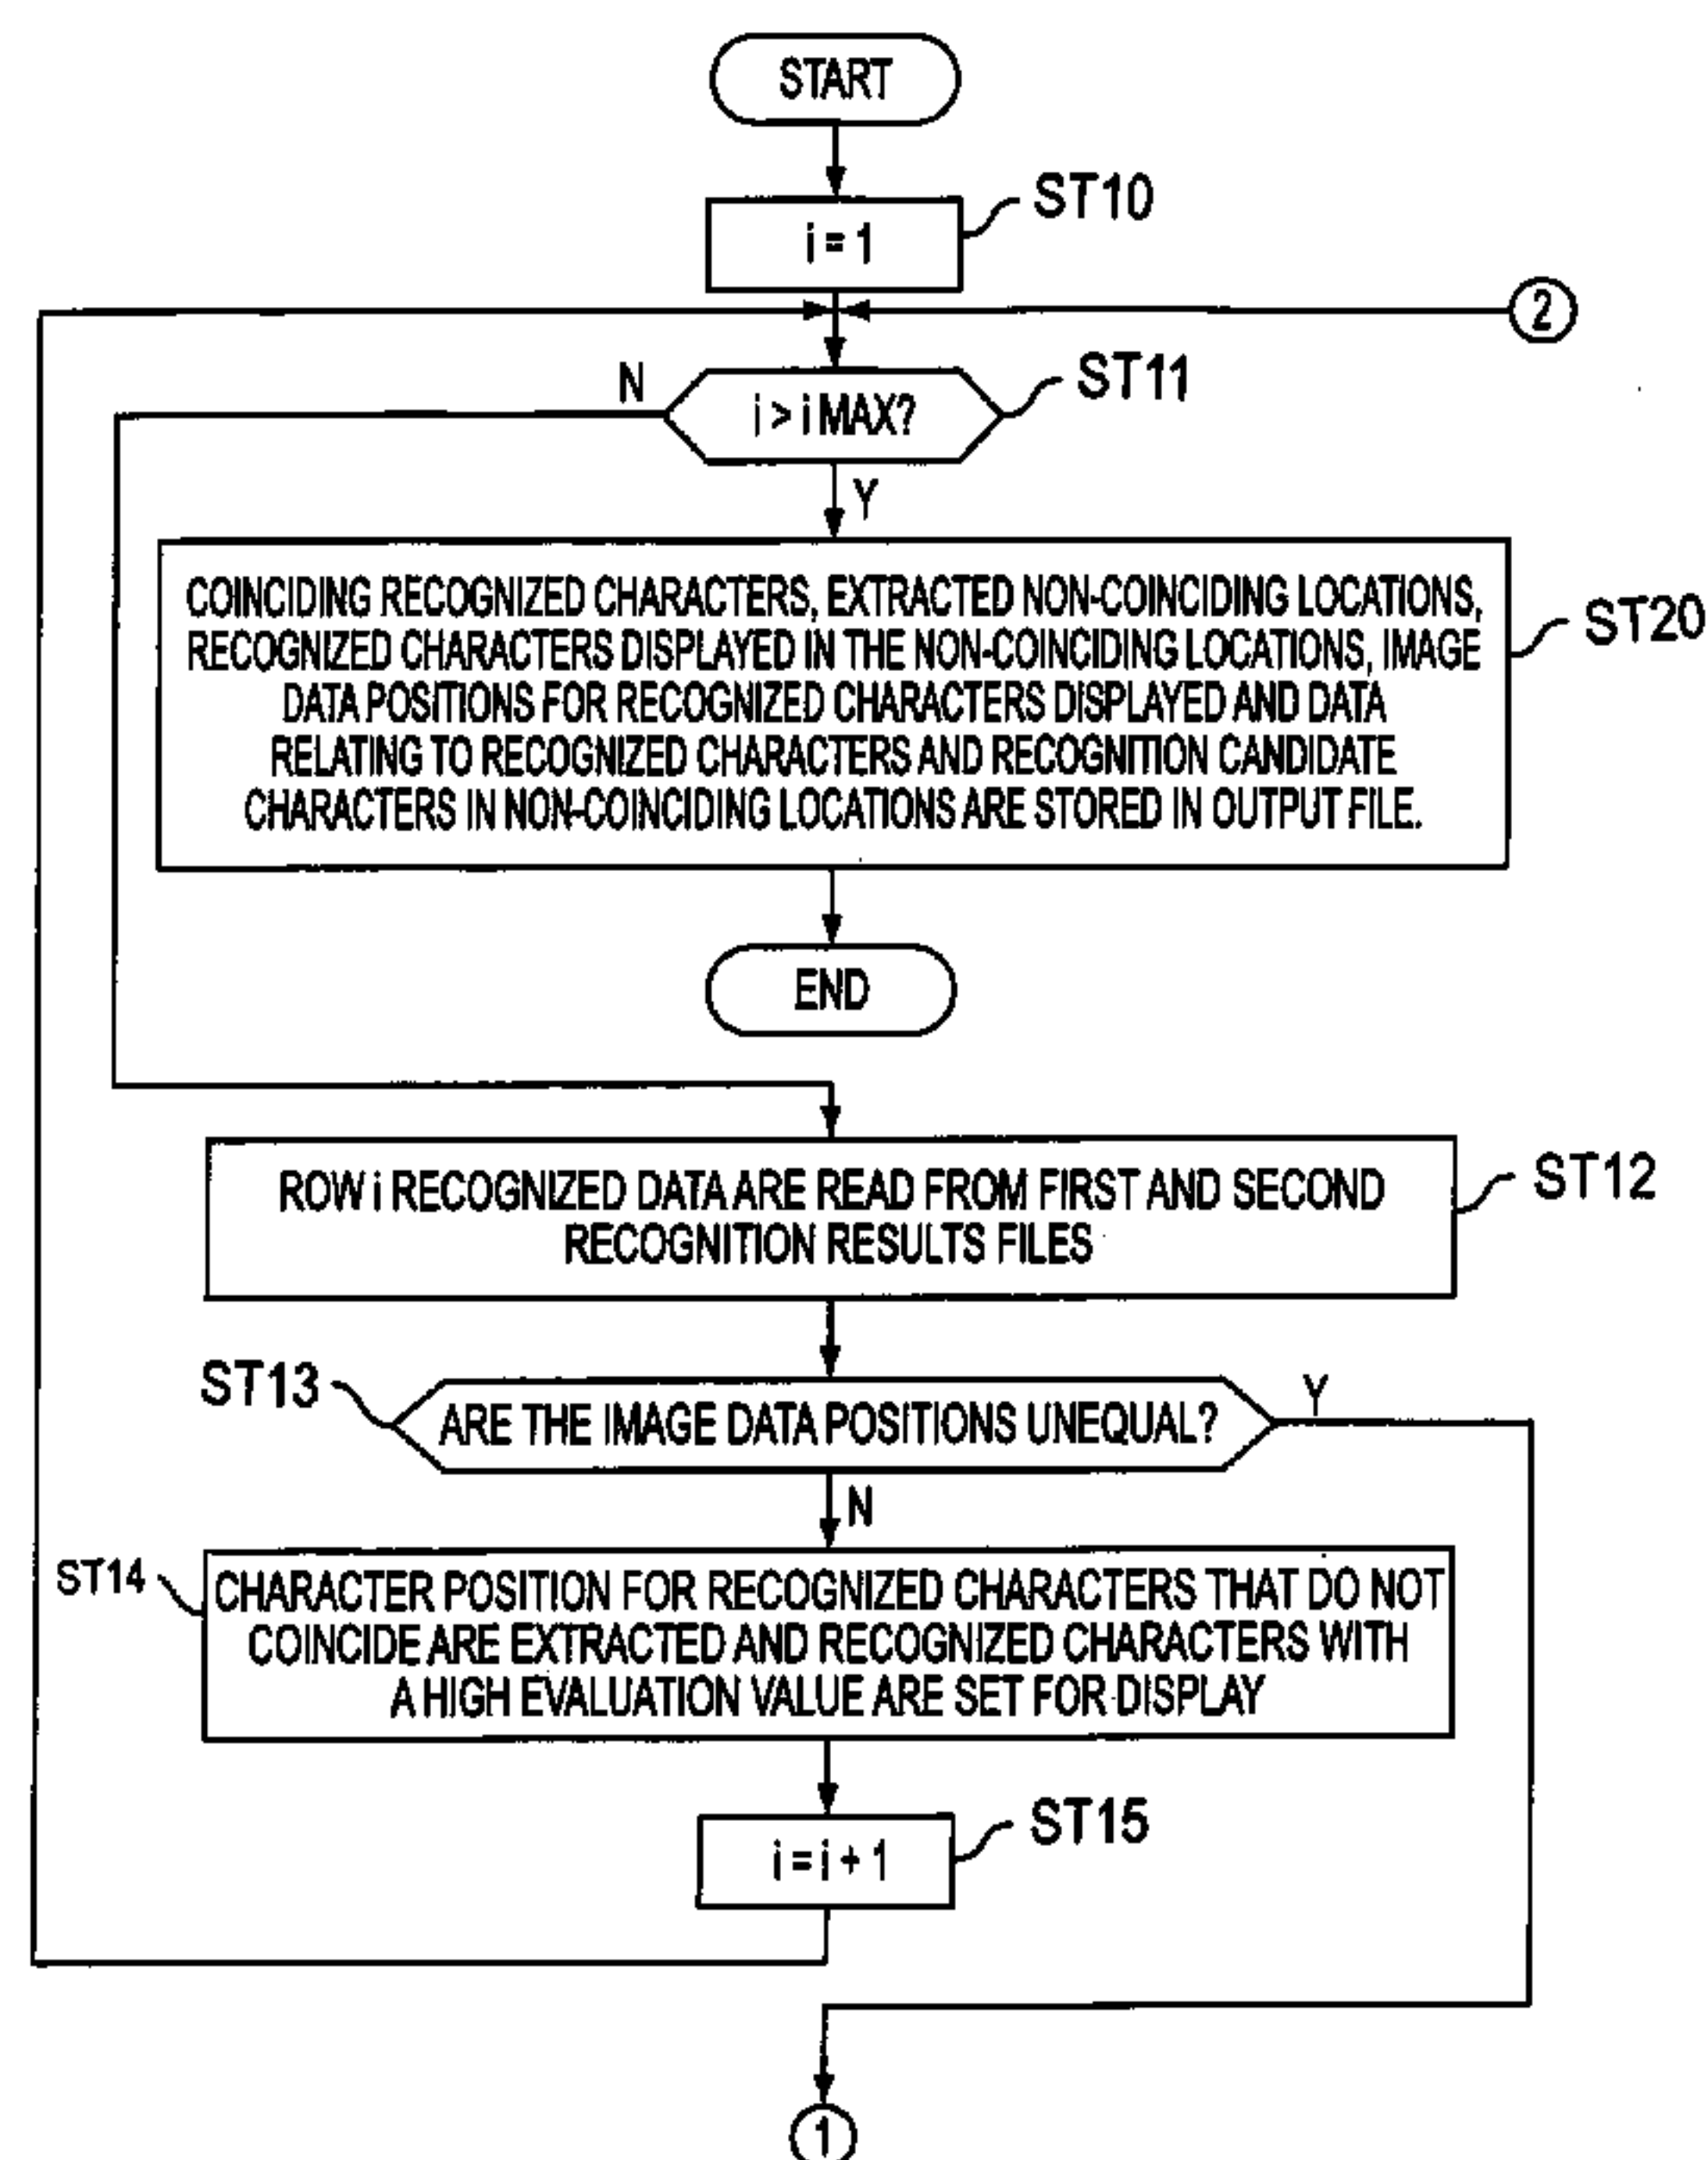 START
ST10
i = 1
2
N
ST11
i > i MAX?
Y
COINCIDING RECOGNIZED CHARACTERS, EXTRACTED NON-COINCIDING LOCATIONS,
RECOGNIZED CHARACTERS DISPLAYED IN THE NON-COINCIDING LOCATIONS, IMAGE
DATA POSITIONS FOR RECOGNIZED CHARACTERS DISPLAYED AND DATA
RELATING TO RECOGNIZED CHARACTERS AND RECOGNITION CANDIDATE
CHARACTERS IN NON-COINCIDING LOCATIONS ARE STORED IN OUTPUT FILE.
ST20
END
ROW i RECOGNIZED DATA ARE READ FROM FIRST AND SECOND
RECOGNITION RESULTS FILES
ST12
ST13
ARE THE IMAGE DATA POSITIONS UNEQUAL?
Y
N
ST14
CHARACTER POSITION FOR RECOGNIZED CHARACTERS THAT DO NOT
COINCIDE ARE EXTRACTED AND RECOGNIZED CHARACTERS WITH
A HIGH EVALUATION VALUE ARE SET FOR DISPLAY
ST15
i = i + 1
1